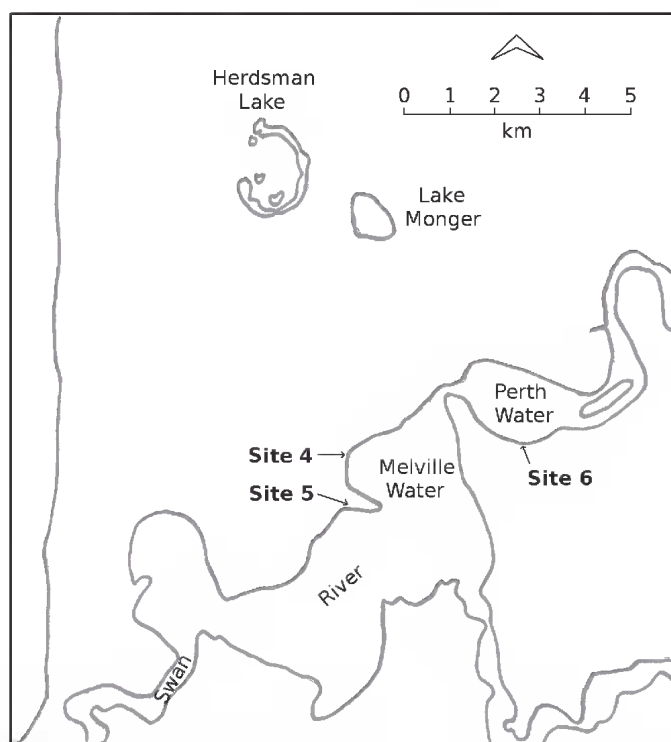 Herdsman
Lake
0 1 2 3 4 5
km
Lake
Monger
Perth
Water
Site 4
Melville
Water
Site 6
Site 5
River
Swan